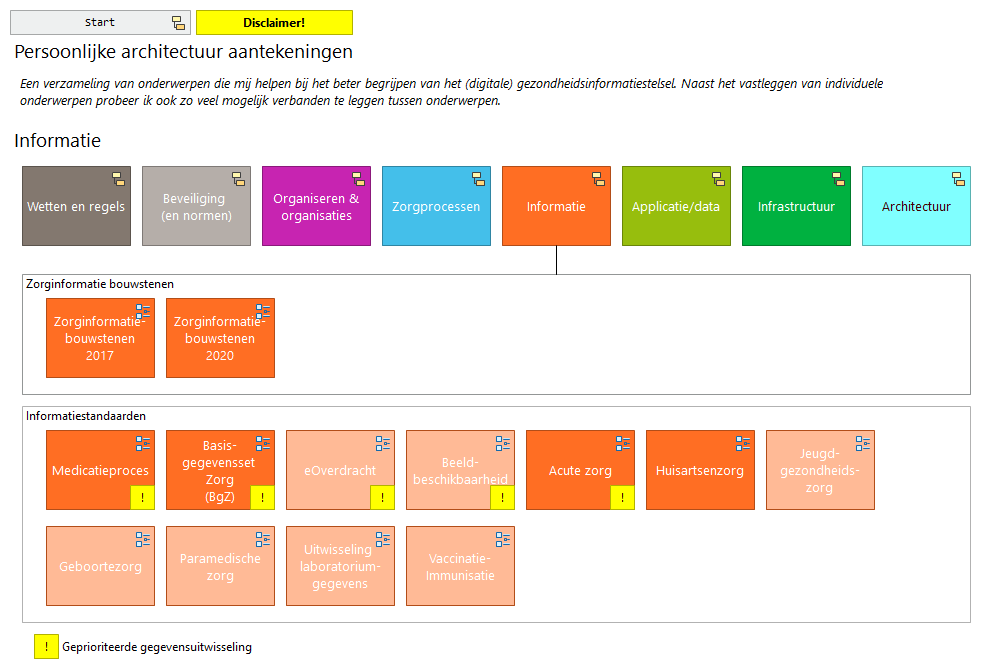 Start
Disclaimer!
Persoonlijke architectuur aantekeningen
Een verzameling van onderwerpen die mij helpen bij het beter begrijpen van het (digitale) gezondheidsinformatiestelsel. Naast het vastleggen van individuele
onderwerpen probeer ik ook zo veel mogelijk verbanden te leggen tussen onderwerpen.
Informatie
Wetten en regels
Beveiliging
(en normen)
Organiseren &
organisaties
Zorgprocessen
Informatie
Applicatie/data
Infrastructuur
Architectuur
Zorginformatie bouwstenen
Zorginformatie-
bouwstenen
2017
Zorginformatie-
bouwstenen
2020
Informatiestandaarden
Medicatieproces
!
Basis-
gegevensset
Zorg
(BgZ)
!
eOverdracht
!
Beeld-
beschikbaarheid
!
Acute zorg
!
Huisartsenzorg
Jeugd-
gezondheids-
zorg
Geboortezorg
Paramedische
zorg
Uitwisseling
laboratorium-
gegevens
Vaccinatie-
Immunisatie
!
Geprioriteerde gegevensuitwisseling